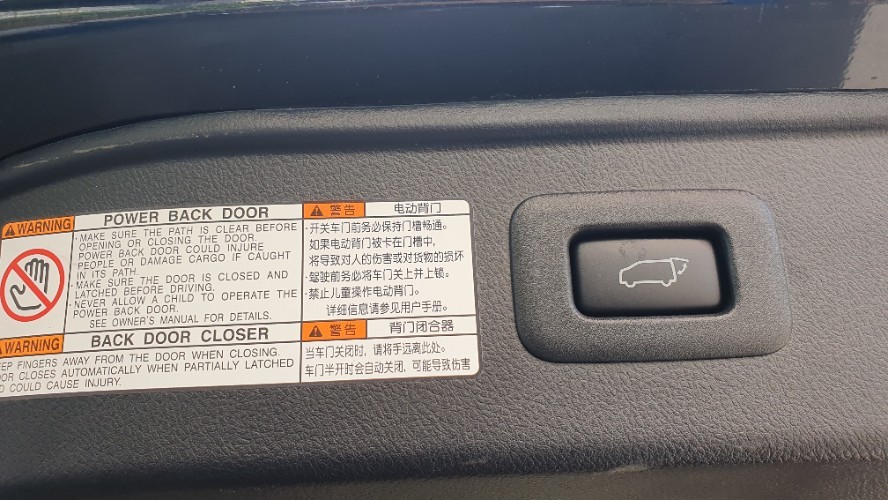 WARNING POWER BACK DOOR
· MAKE SURE THE PATH IS CLEAR BEFORE
OPENING OR CLOSING THE DOOR.
POWER BACK DOOR COULD INJURE
PEOPLE OR DAMAGE CARGO IF CAUGHT
IN ITS PATH.
· MAKE SURE THE DOOR IS CLOSED AND
LATCHED BEFORE DRIVING.
· NEVER ALLOW A CHILD TO OPERATE THE
POWER BACK DOOR.
SEE OWNER'S MANUAL FOR DETAILS.
警告 电动背门
·开关车门前务必保持门槽畅通。
如果电动背门被卡在门槽中,
将导致对人的伤害或对货物的损坏
·驾驶前务必将车门关上并上锁。
·禁止儿童操作电动背门。
详细信息请参见用户手册.
WARNING BACK DOOR CLOSER
FINGERS AWAY FROM THE DOOR WHEN CLOSING.
CLOSES AUTOMATICALLY WHEN PARTIALLY LATCHED
COULD CAUSE INJURY.
警告 背门闭合器
当车门关闭时, 请将手远离此处。
车门半开时会自动关闭, 可能导致伤害